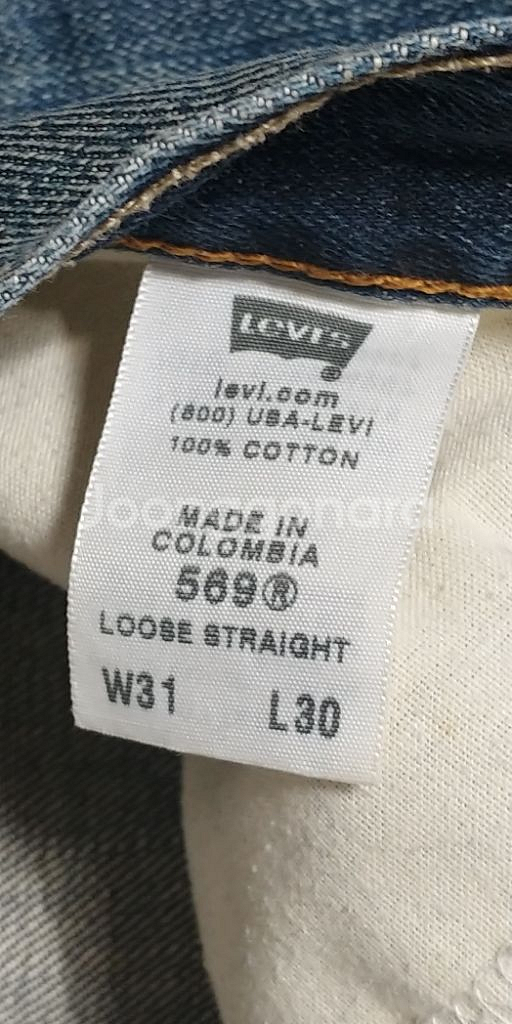 Levi's®
levi.com
(800) USA-LEVI
100% COTTON
MADE IN
COLOMBIA
569®
LOOSE STRAIGHT
W31 L30